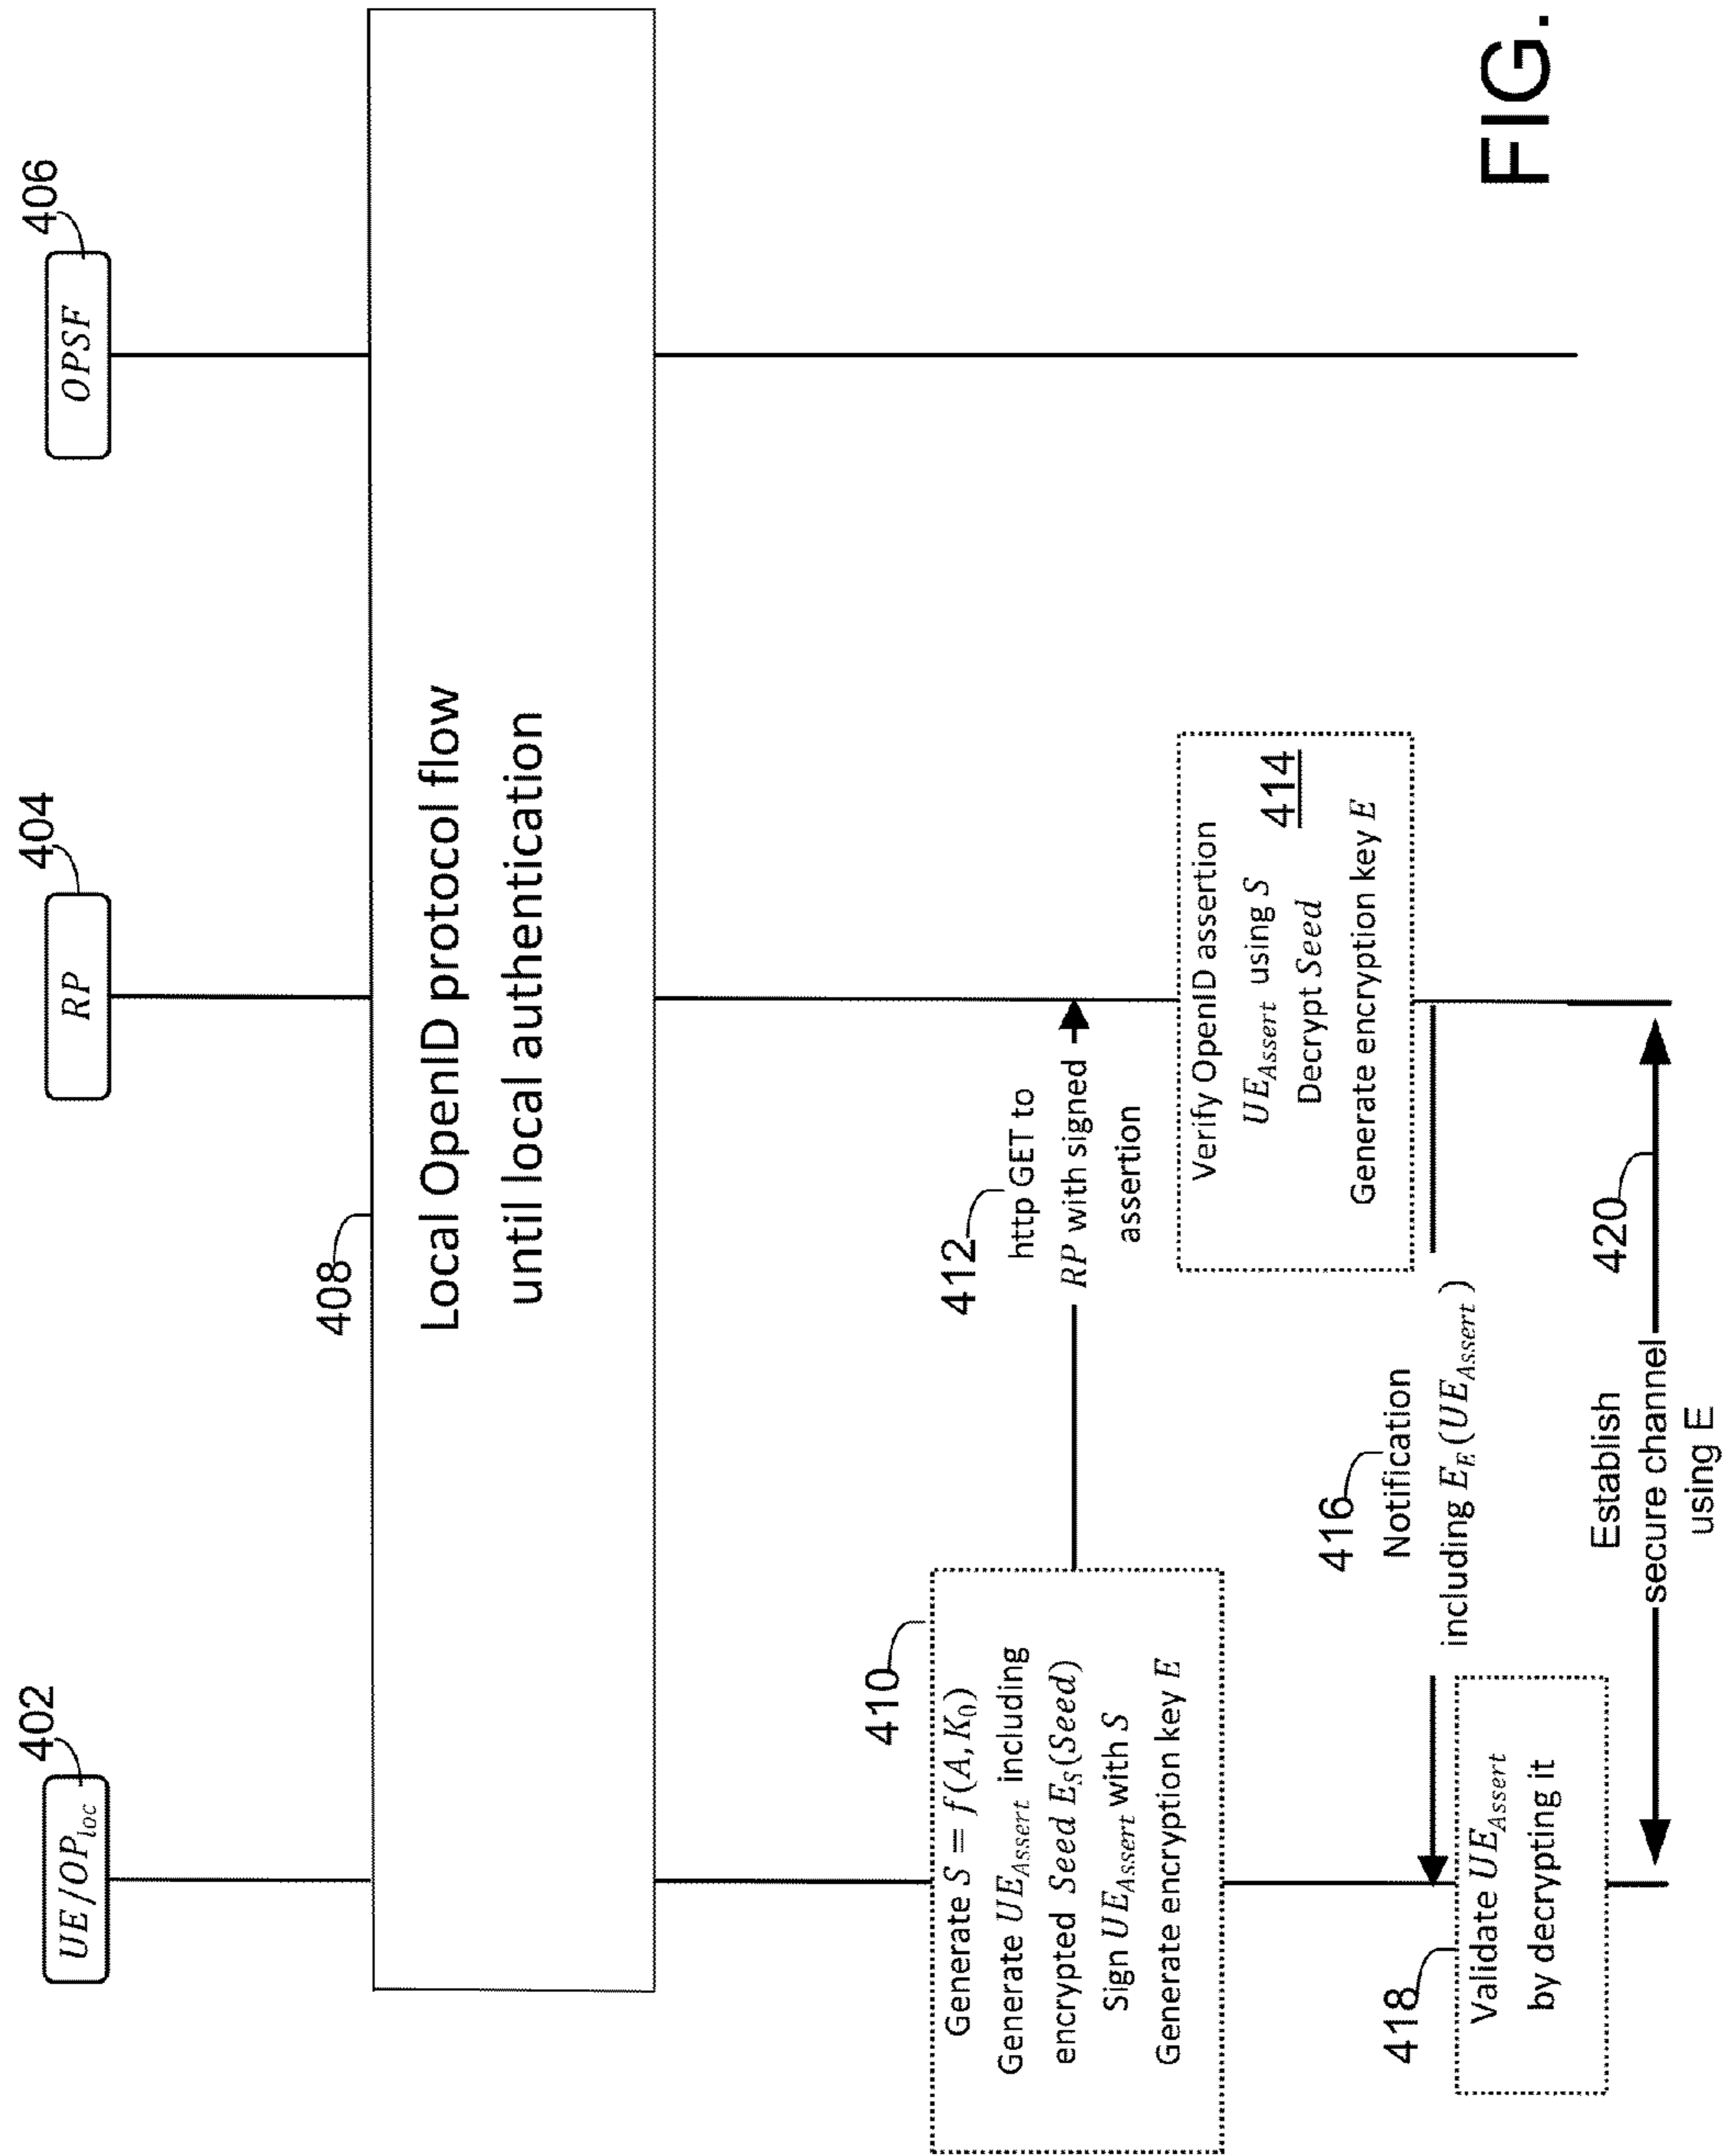 402
404
406
UE/OP_loc
RP
OPSF
408
Local OpenID protocol flow
until local authentication
410
Generate S = f(A, K_0)
Generate UE_Assert including
encrypted Seed E_S(Seed)
Sign UE_Assert with S
Generate encryption key E
412
http GET to
RP with signed
assertion
Verify OpenID assertion
UE_Assert using S
414
Decrypt Seed
Generate encryption key E
416
Notification
including E_E(UE_Assert)
418
Validate UE_Assert
by decrypting it
Establish
420
secure channel
using E
FIG.